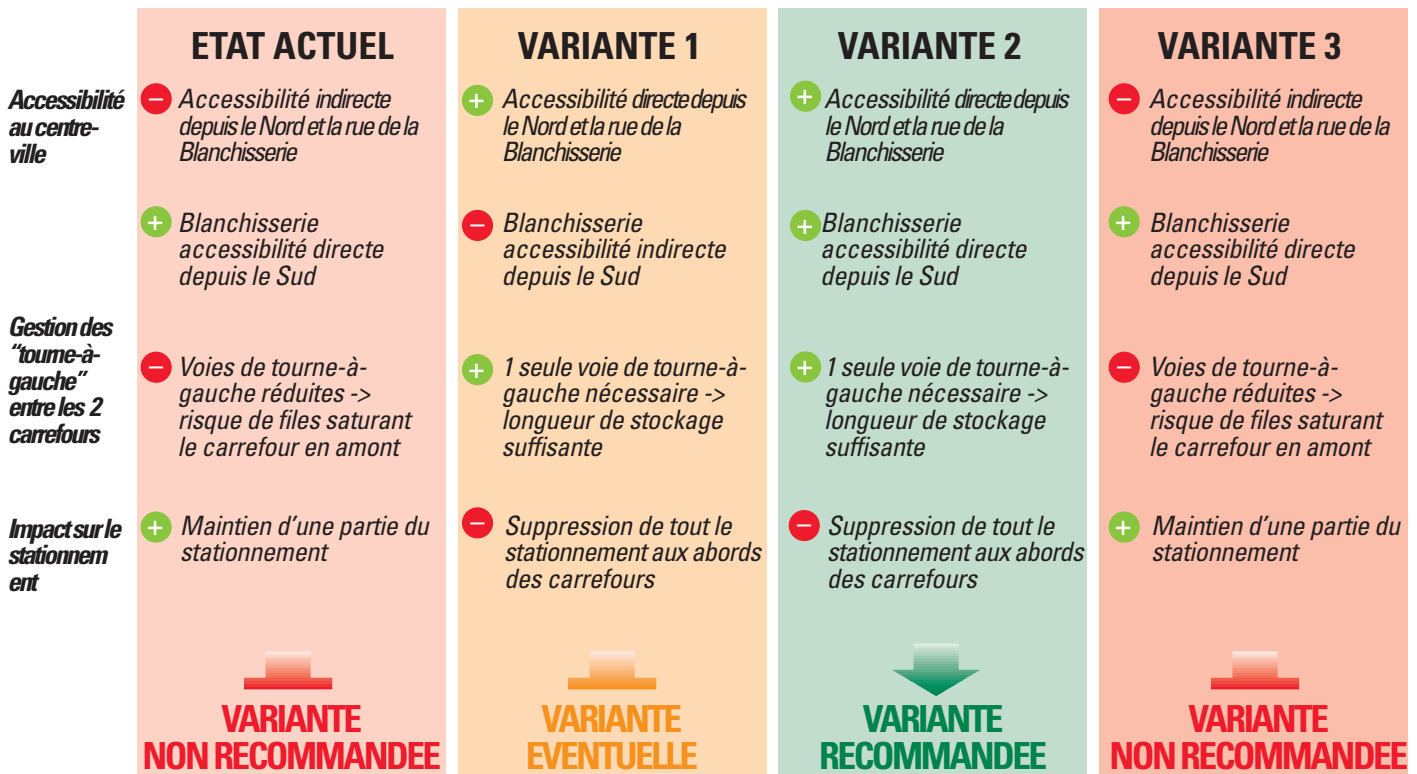 ETAT ACTUEL
VARIANTE 1
VARIANTE 2
VARIANTE 3
Accessibilité
au centre-
ville
− Accessibilité indirecte
depuis le Nord et la rue de la
Blanchisserie
+ Accessibilité directe depuis
le Nord et la rue de la
Blanchisserie
+ Accessibilité directe depuis
le Nord et la rue de la
Blanchisserie
− Accessibilité indirecte
depuis le Nord et la rue de la
Blanchisserie
+ Blanchisserie
accessibilité directe
depuis le Sud
− Blanchisserie
accessibilité indirecte
depuis le Sud
+ Blanchisserie
accessibilité directe
depuis le Sud
+ Blanchisserie
accessibilité directe
depuis le Sud
Gestion des
"tourne-à-
gauche"
entre les 2
carrefours
− Voies de tourne-à-
gauche réduites ->
risque de files saturant
le carrefour en amont
+ 1 seule voie de tourne-à-
gauche nécessaire ->
longueur de stockage
suffisante
+ 1 seule voie de tourne-à-
gauche nécessaire ->
longueur de stockage
suffisante
− Voies de tourne-à-
gauche réduites ->
risque de files saturant
le carrefour en amont
Impact sur le
stationnem
ent
+ Maintien d'une partie du
stationnement
− Suppression de tout le
stationnement aux abords
des carrefours
− Suppression de tout le
stationnement aux abords
des carrefours
+ Maintien d'une partie du
stationnement
VARIANTE
NON RECOMMANDEE
VARIANTE
EVENTUELLE
VARIANTE
RECOMMANDEE
VARIANTE
NON RECOMMANDEE